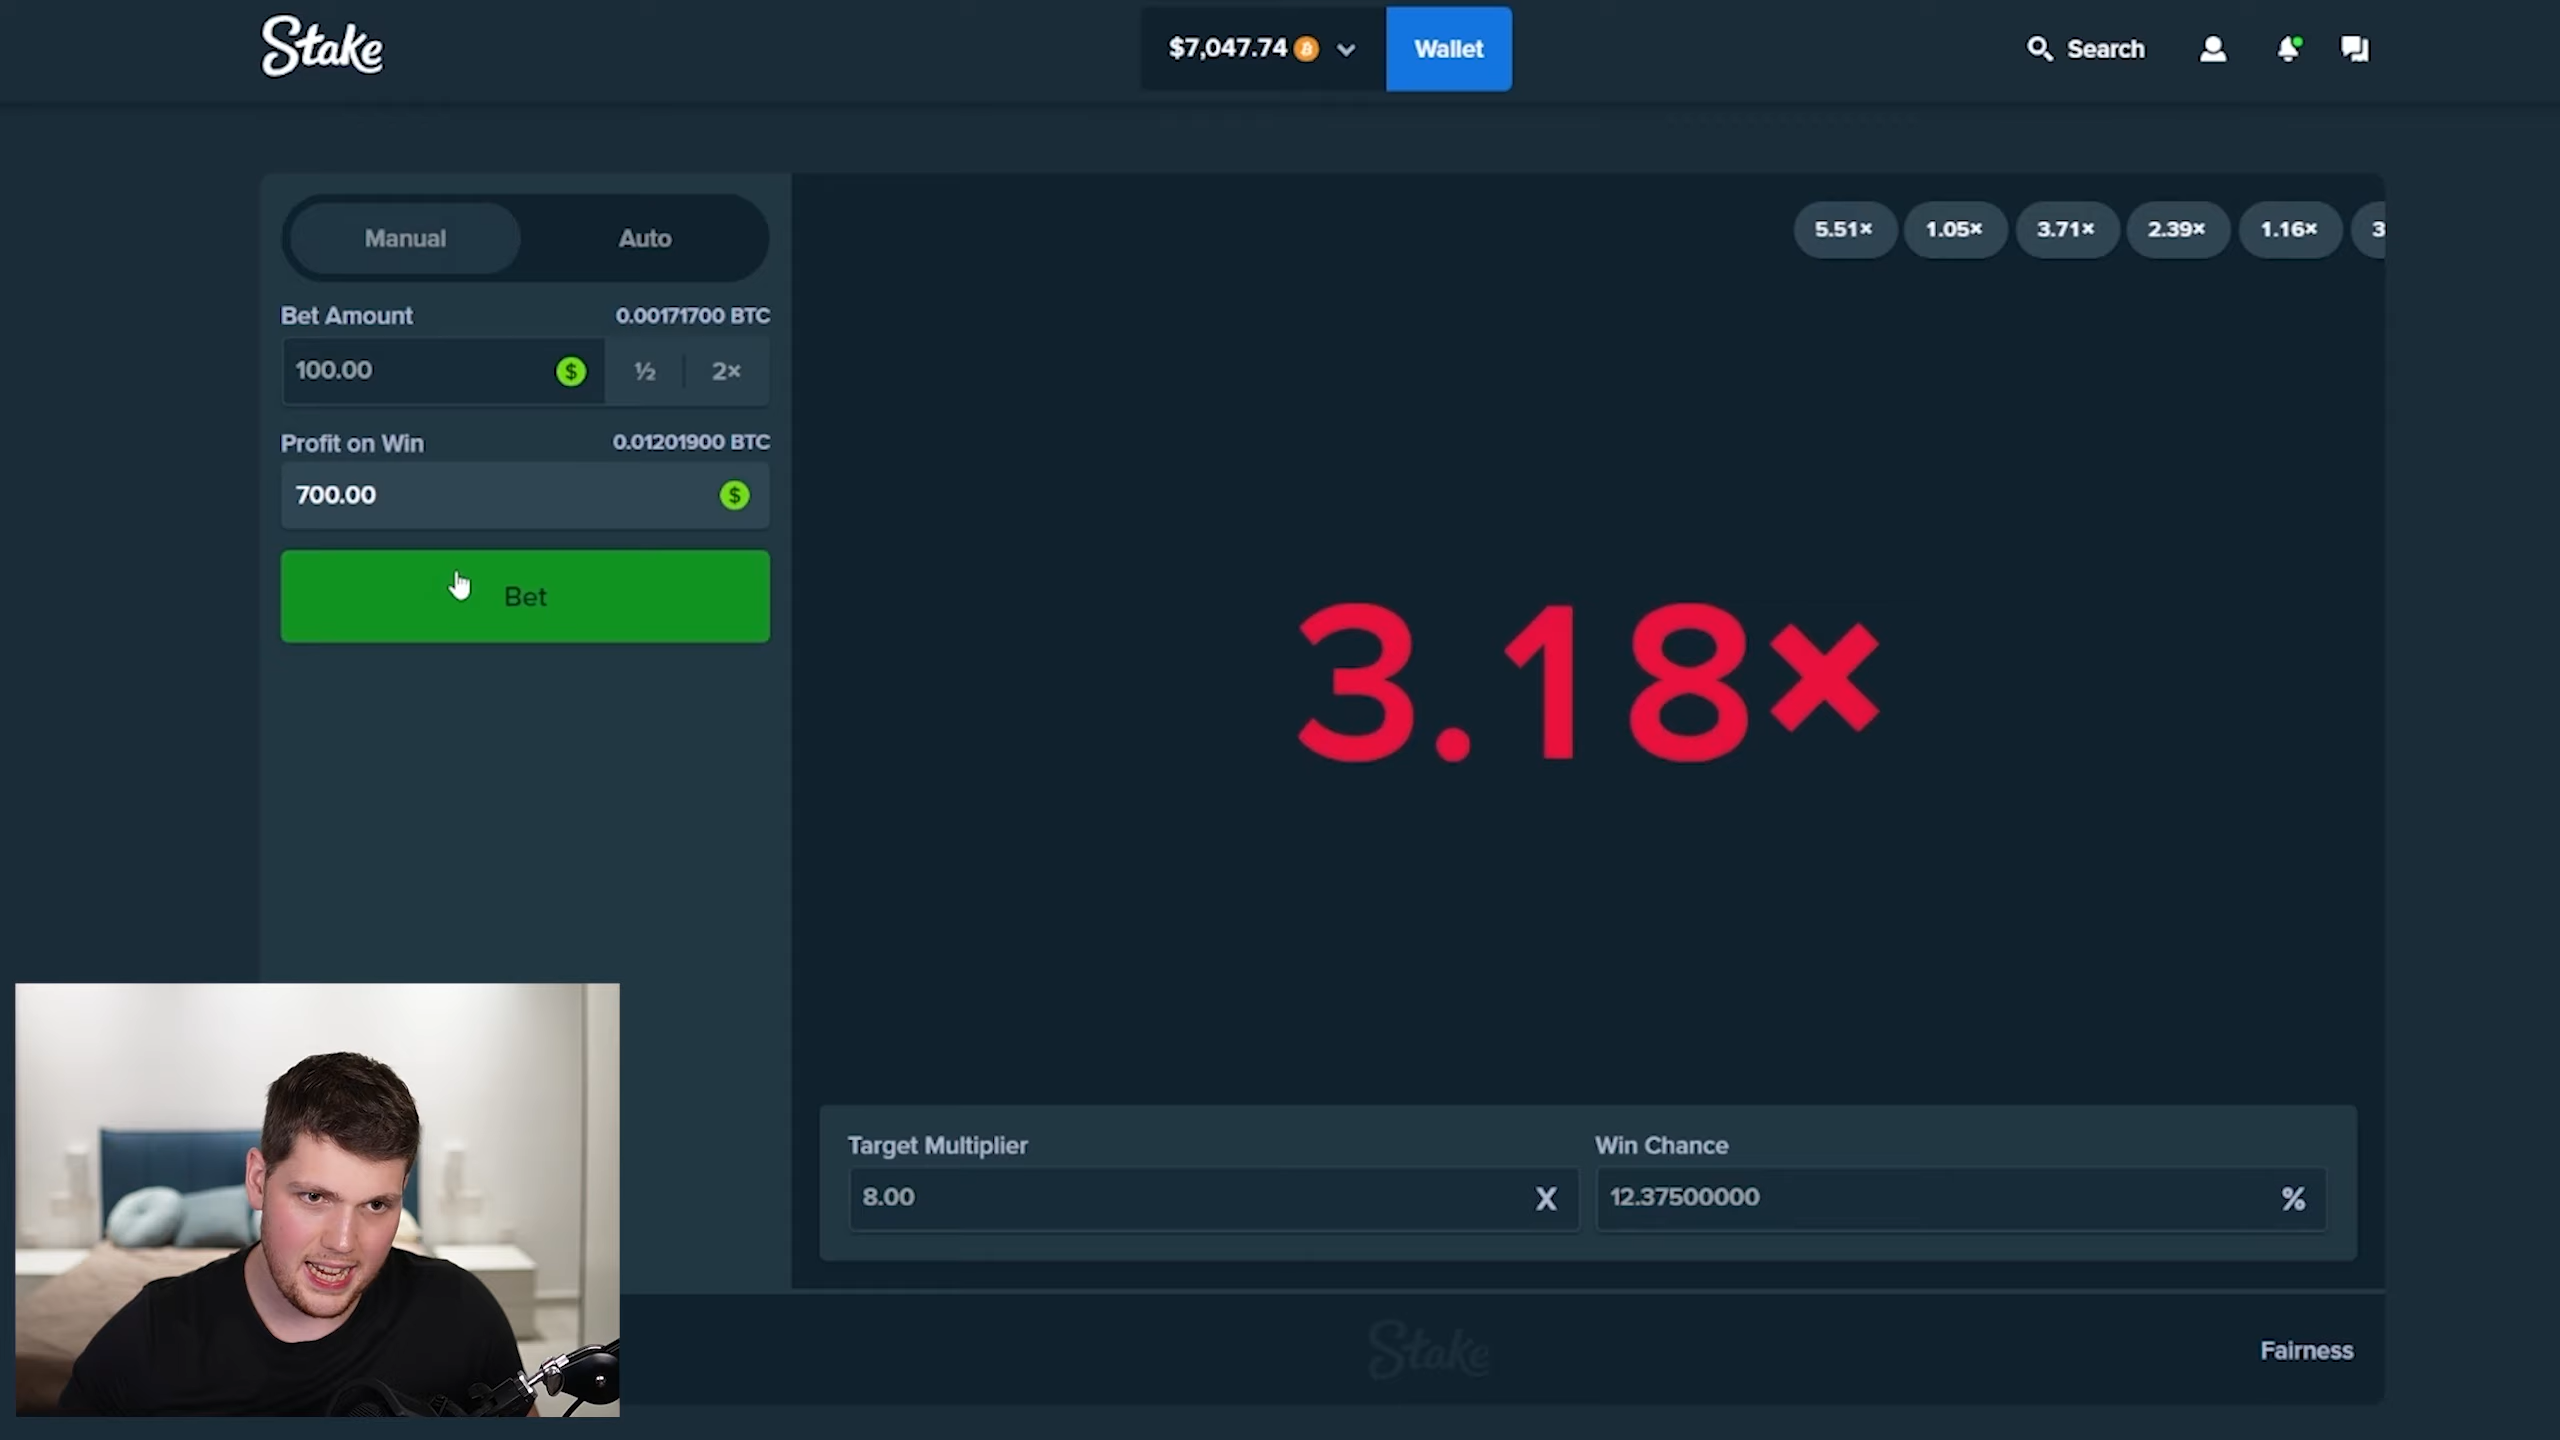 Stake
$7,047.74
Wallet
Search
Manual
Auto
5.51×
1.05×
3.71×
2.39×
1.16×
3
Bet Amount
0.00171700 BTC
100.00
$
½
2×
Profit on Win
0.01201900 BTC
700.00
$
Bet
3.18×
Target Multiplier
Win Chance
8.00
X
12.37500000
%
Stake
Fairness